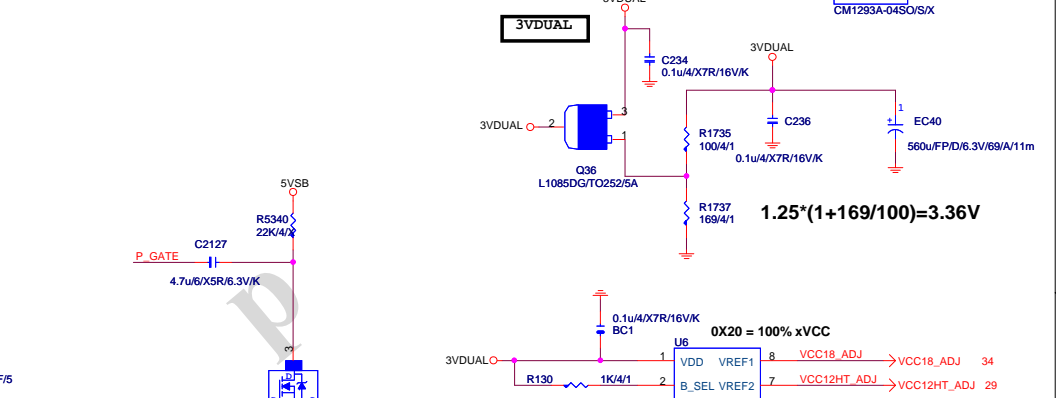 CM1293A-04SO/S/X
3VDUAL
C234
0.1u/4/X7R/16V/K
3VDUAL
3
3VDUAL
2
1
R1735
100/4/1
C236
0.1u/4/X7R/16V/K
1
+
EC40
560u/FP/D/6.3V/69/A/11m
Q36
L1085DG/TO252/5A
5VSB
R1737
169/4/1
1.25*(1+169/100)=3.36V
R5340
22K/4/X
C2127
P_GATE
4.7u/6/X5R/6.3V/K
p
0.1u/4/X7R/16V/K
BC1
0X20 = 100% xVCC
U6
3
3VDUAL
1
VDD
VREF1
8
VCC18_ADJ
VCC18_ADJ
34
D
R130
1K/4/1
2
B_SEL
VREF2
7
VCC12HT_ADJ
VCC12HT_ADJ
29